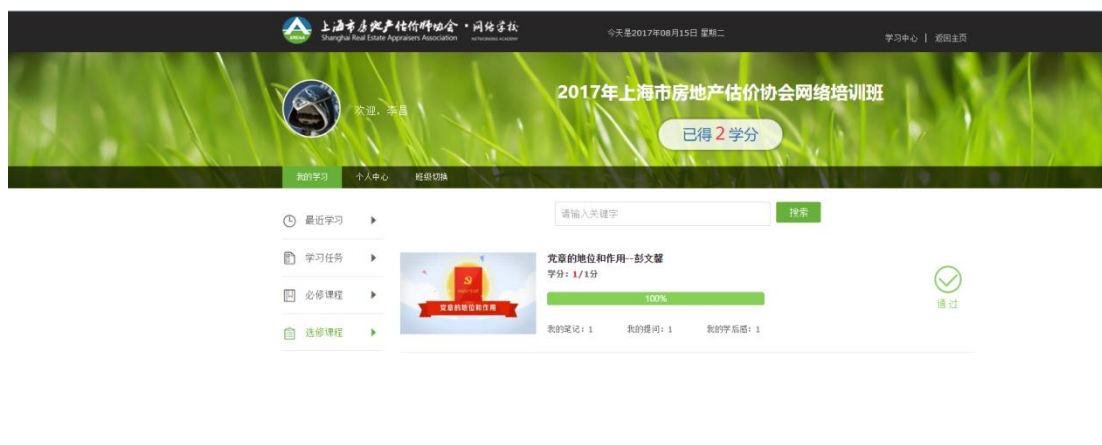 上海市房地产估价师协会·网络学校
Shanghai Real Estate Appraisers Association NETWORKING ACADEMY
今天是2017年08月15日 星期二
学习中心 | 返回主页
欢迎，李昌
2017年上海市房地产估价协会网络培训班
已得 2 学分
我的学习 个人中心 班级切换
请输入关键字 搜索
最近学习
学习任务
必修课程
选修课程
党章的地位和作用
党章的地位和作用--彭文馨
学分：1/1分
100%
我的笔记：1 我的提问：1 我的学后感：1
通过